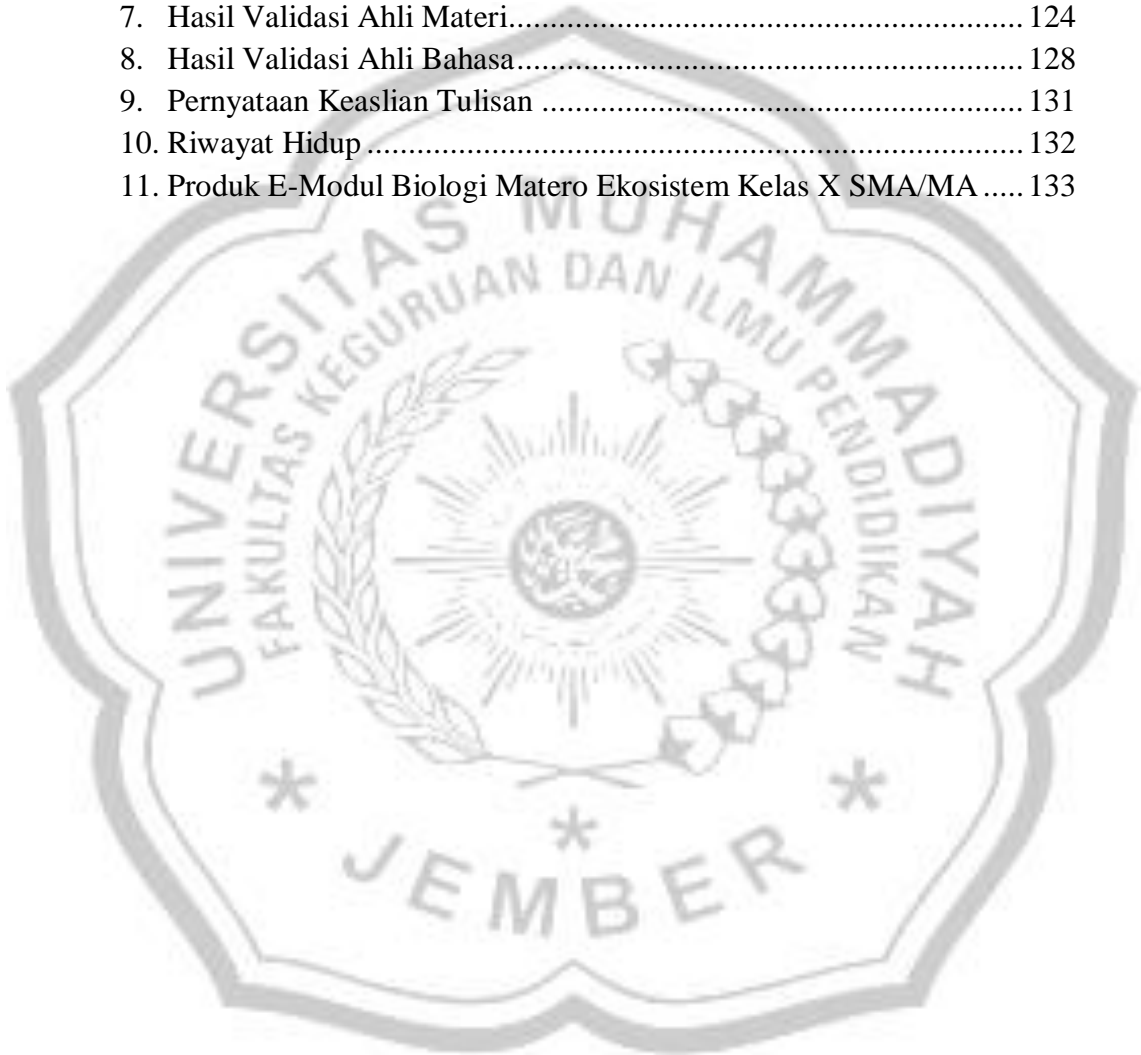 7. Hasil Validasi Ahli Materi............................................................... 124
8. Hasil Validasi Ahli Bahasa.............................................................. 128
9. Pernyataan Keaslian Tulisan ........................................................... 131
10. Riwayat Hidup ................................................................................ 132
11. Produk E-Modul Biologi Matero Ekosistem Kelas X SMA/MA ..... 133
UNIVERSITAS MUHAMMADIYAH
FAKULTAS KEGURUAN DAN ILMU PENDIDIKAN
JEMBER